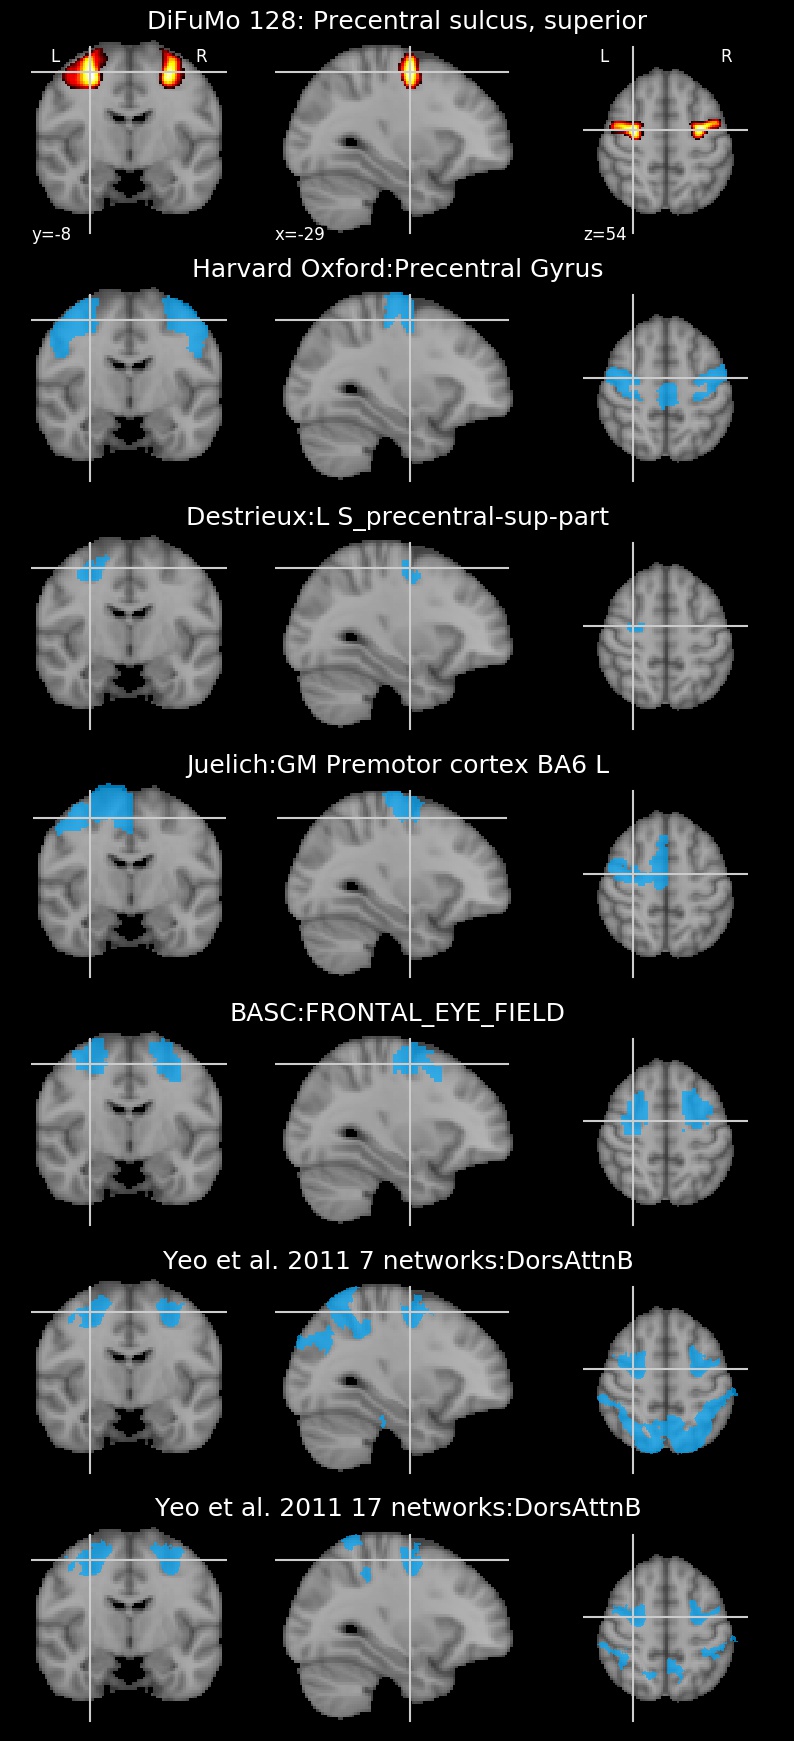 DiFuMo 128: Precentral sulcus, superior
L R L R
y=-8 x=-29 z=54
Harvard Oxford:Precentral Gyrus
Destrieux:L S_precentral-sup-part
Juelich:GM Premotor cortex BA6 L
BASC:FRONTAL_EYE_FIELD
Yeo et al. 2011 7 networks:DorsAttnB
Yeo et al. 2011 17 networks:DorsAttnB